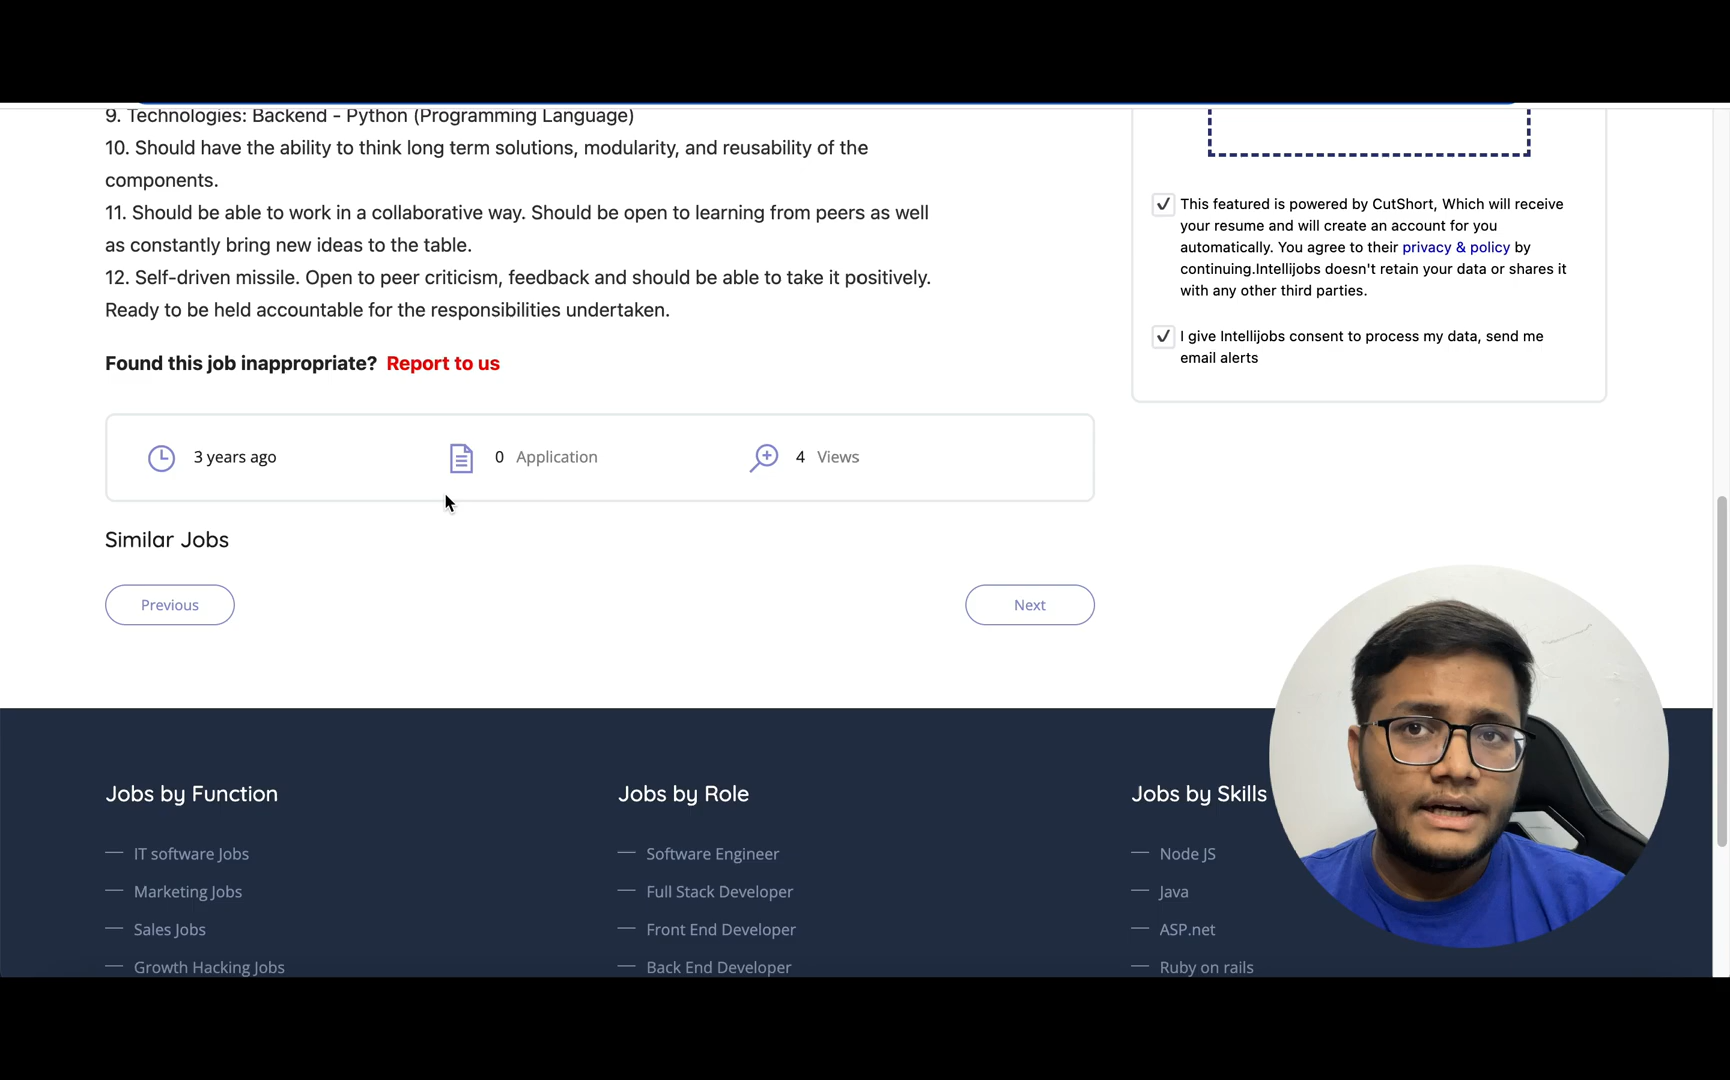 9. Technologies: Backend - Python (Programming Language)
10. Should have the ability to think long term solutions, modularity, and reusability of the
components.
11. Should be able to work in a collaborative way. Should be open to learning from peers as well
as constantly bring new ideas to the table.
12. Self-driven missile. Open to peer criticism, feedback and should be able to take it positively.
Ready to be held accountable for the responsibilities undertaken.
Found this job inappropriate? Report to us
3 years ago
0 Application
4 Views
Similar Jobs
Previous
Next
This featured is powered by CutShort, Which will receive
your resume and will create an account for you
automatically. You agree to their privacy & policy by
continuing.Intellijobs doesn't retain your data or shares it
with any other third parties.
I give Intellijobs consent to process my data, send me
email alerts
Jobs by Function
IT software Jobs
Marketing Jobs
Sales Jobs
Growth Hacking Jobs
Jobs by Role
Software Engineer
Full Stack Developer
Front End Developer
Back End Developer
Jobs by Skills
Node JS
Java
ASP.net
Ruby on rails